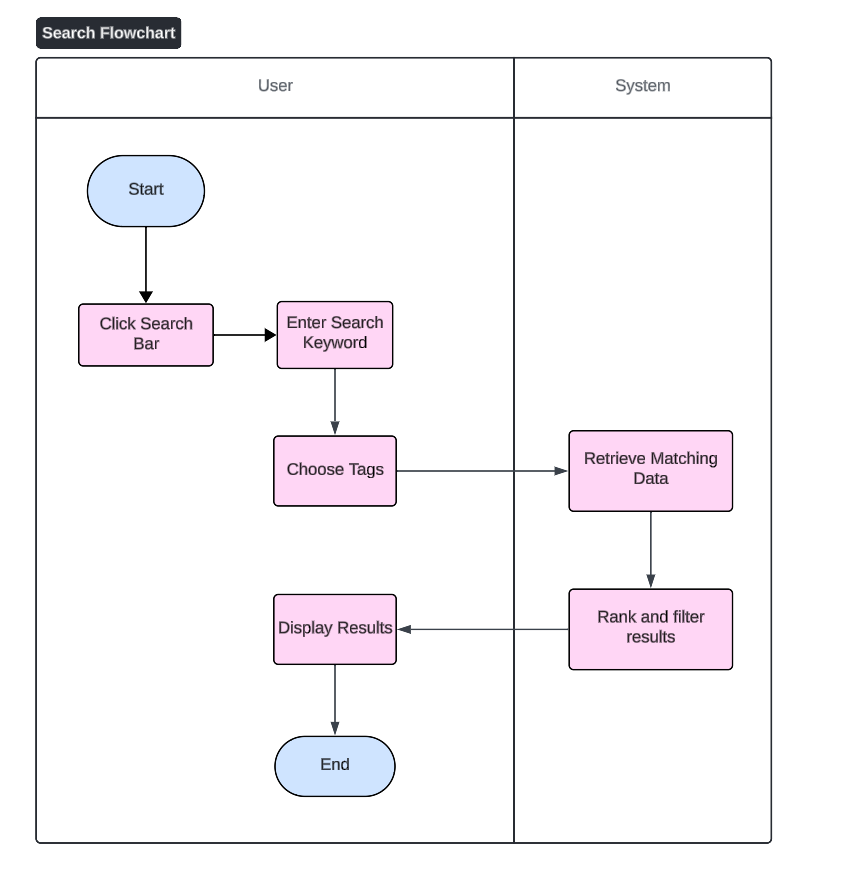 Search Flowchart
User
System
Start
Click Search
Bar
Enter Search
Keyword
Choose Tags
Retrieve Matching
Data
Rank and filter
results
Display Results
End